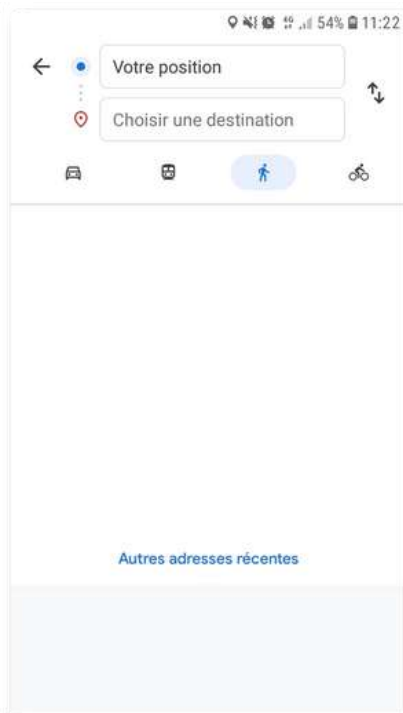 54% 11:22
Votre position
Choisir une destination
Autres adresses récentes